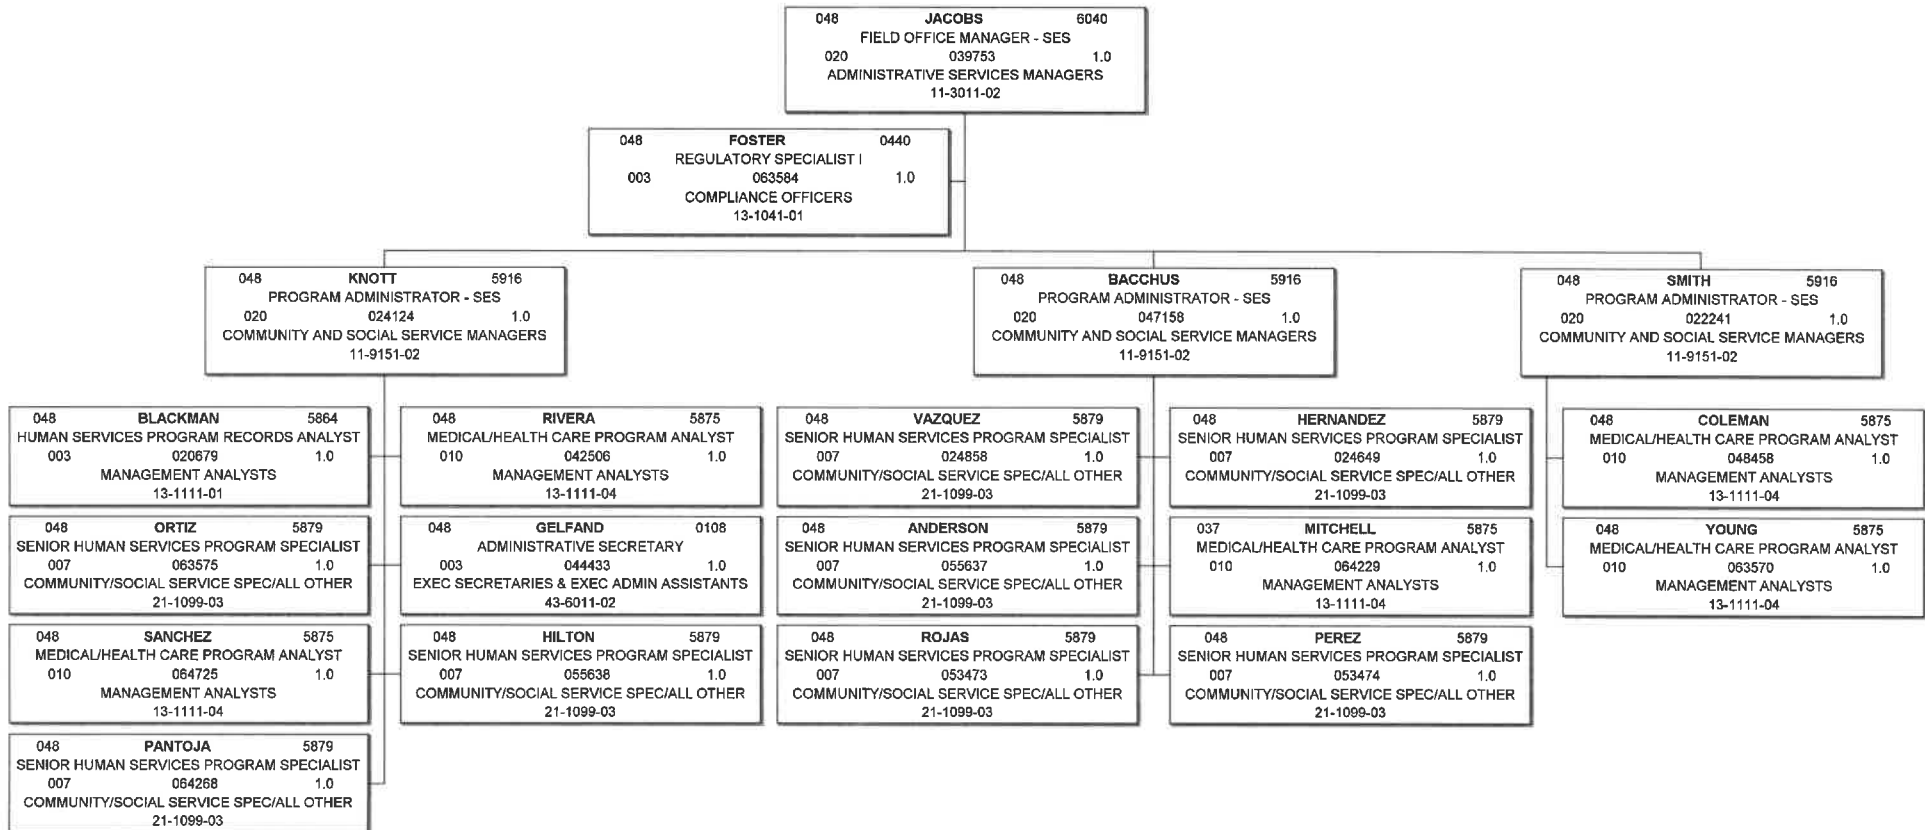 048 JACOBS 6040
FIELD OFFICE MANAGER - SES
020 039753 1.0
ADMINISTRATIVE SERVICES MANAGERS
11-3011-02
048 FOSTER 0440
REGULATORY SPECIALIST I
003 063584 1.0
COMPLIANCE OFFICERS
13-1041-01
048 KNOTT 5916
PROGRAM ADMINISTRATOR - SES
020 024124 1.0
COMMUNITY AND SOCIAL SERVICE MANAGERS
11-9151-02
048 BACCHUS 5916
PROGRAM ADMINISTRATOR - SES
020 047158 1.0
COMMUNITY AND SOCIAL SERVICE MANAGERS
11-9151-02
048 SMITH 5916
PROGRAM ADMINISTRATOR - SES
020 022241 1.0
COMMUNITY AND SOCIAL SERVICE MANAGERS
11-9151-02
048 BLACKMAN 5864
HUMAN SERVICES PROGRAM RECORDS ANALYST
003 020679 1.0
MANAGEMENT ANALYSTS
13-1111-01
048 RIVERA 5875
MEDICAL/HEALTH CARE PROGRAM ANALYST
010 042506 1.0
MANAGEMENT ANALYSTS
13-1111-04
048 VAZQUEZ 5879
SENIOR HUMAN SERVICES PROGRAM SPECIALIST
007 024858 1.0
COMMUNITY/SOCIAL SERVICE SPEC/ALL OTHER
21-1099-03
048 HERNANDEZ 5879
SENIOR HUMAN SERVICES PROGRAM SPECIALIST
007 024649 1.0
COMMUNITY/SOCIAL SERVICE SPEC/ALL OTHER
21-1099-03
048 COLEMAN 5875
MEDICAL/HEALTH CARE PROGRAM ANALYST
010 048458 1.0
MANAGEMENT ANALYSTS
13-1111-04
048 ORTIZ 5879
SENIOR HUMAN SERVICES PROGRAM SPECIALIST
007 063575 1.0
COMMUNITY/SOCIAL SERVICE SPEC/ALL OTHER
21-1099-03
048 GELFAND 0108
ADMINISTRATIVE SECRETARY
003 044433 1.0
EXEC SECRETARIES & EXEC ADMIN ASSISTANTS
43-6011-02
048 ANDERSON 5879
SENIOR HUMAN SERVICES PROGRAM SPECIALIST
007 055637 1.0
COMMUNITY/SOCIAL SERVICE SPEC/ALL OTHER
21-1099-03
037 MITCHELL 5875
MEDICAL/HEALTH CARE PROGRAM ANALYST
010 064229 1.0
MANAGEMENT ANALYSTS
13-1111-04
048 YOUNG 5875
MEDICAL/HEALTH CARE PROGRAM ANALYST
010 063570 1.0
MANAGEMENT ANALYSTS
13-1111-04
048 SANCHEZ 5875
MEDICAL/HEALTH CARE PROGRAM ANALYST
010 064725 1.0
MANAGEMENT ANALYSTS
13-1111-04
048 HILTON 5879
SENIOR HUMAN SERVICES PROGRAM SPECIALIST
007 055638 1.0
COMMUNITY/SOCIAL SERVICE SPEC/ALL OTHER
21-1099-03
048 ROJAS 5879
SENIOR HUMAN SERVICES PROGRAM SPECIALIST
007 053473 1.0
COMMUNITY/SOCIAL SERVICE SPEC/ALL OTHER
21-1099-03
048 PEREZ 5879
SENIOR HUMAN SERVICES PROGRAM SPECIALIST
007 053474 1.0
COMMUNITY/SOCIAL SERVICE SPEC/ALL OTHER
21-1099-03
048 PANTOJA 5879
SENIOR HUMAN SERVICES PROGRAM SPECIALIST
007 064268 1.0
COMMUNITY/SOCIAL SERVICE SPEC/ALL OTHER
21-1099-03